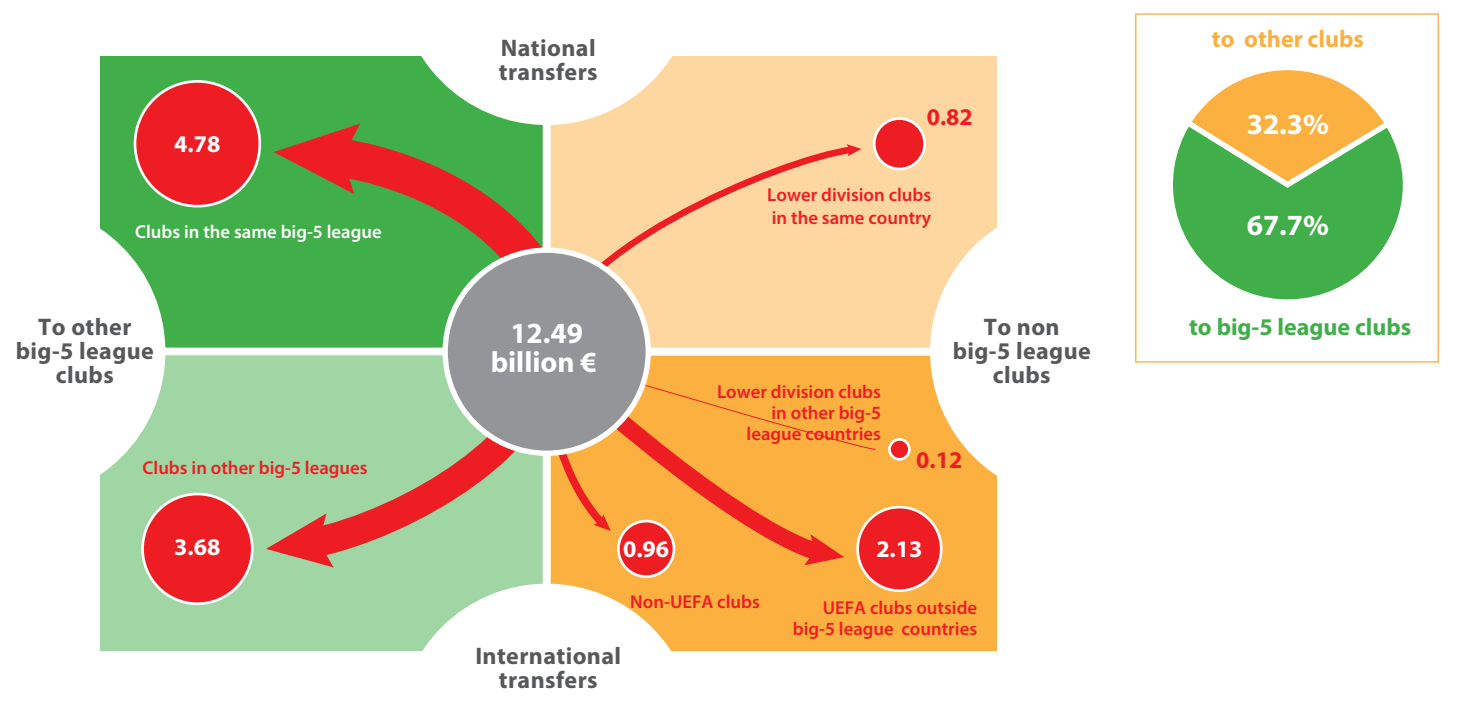 National
transfers
4.78
Clubs in the same big-5 league
0.82
Lower division clubs
in the same country
To other
big-5 league
clubs
12.49
billion €
To non
big-5 league
clubs
Clubs in other big-5 leagues
3.68
Lower division clubs
in other big-5
league countries
0.12
0.96
Non-UEFA clubs
2.13
UEFA clubs outside
big-5 league countries
International
transfers
to other clubs
32.3%
67.7%
to big-5 league clubs